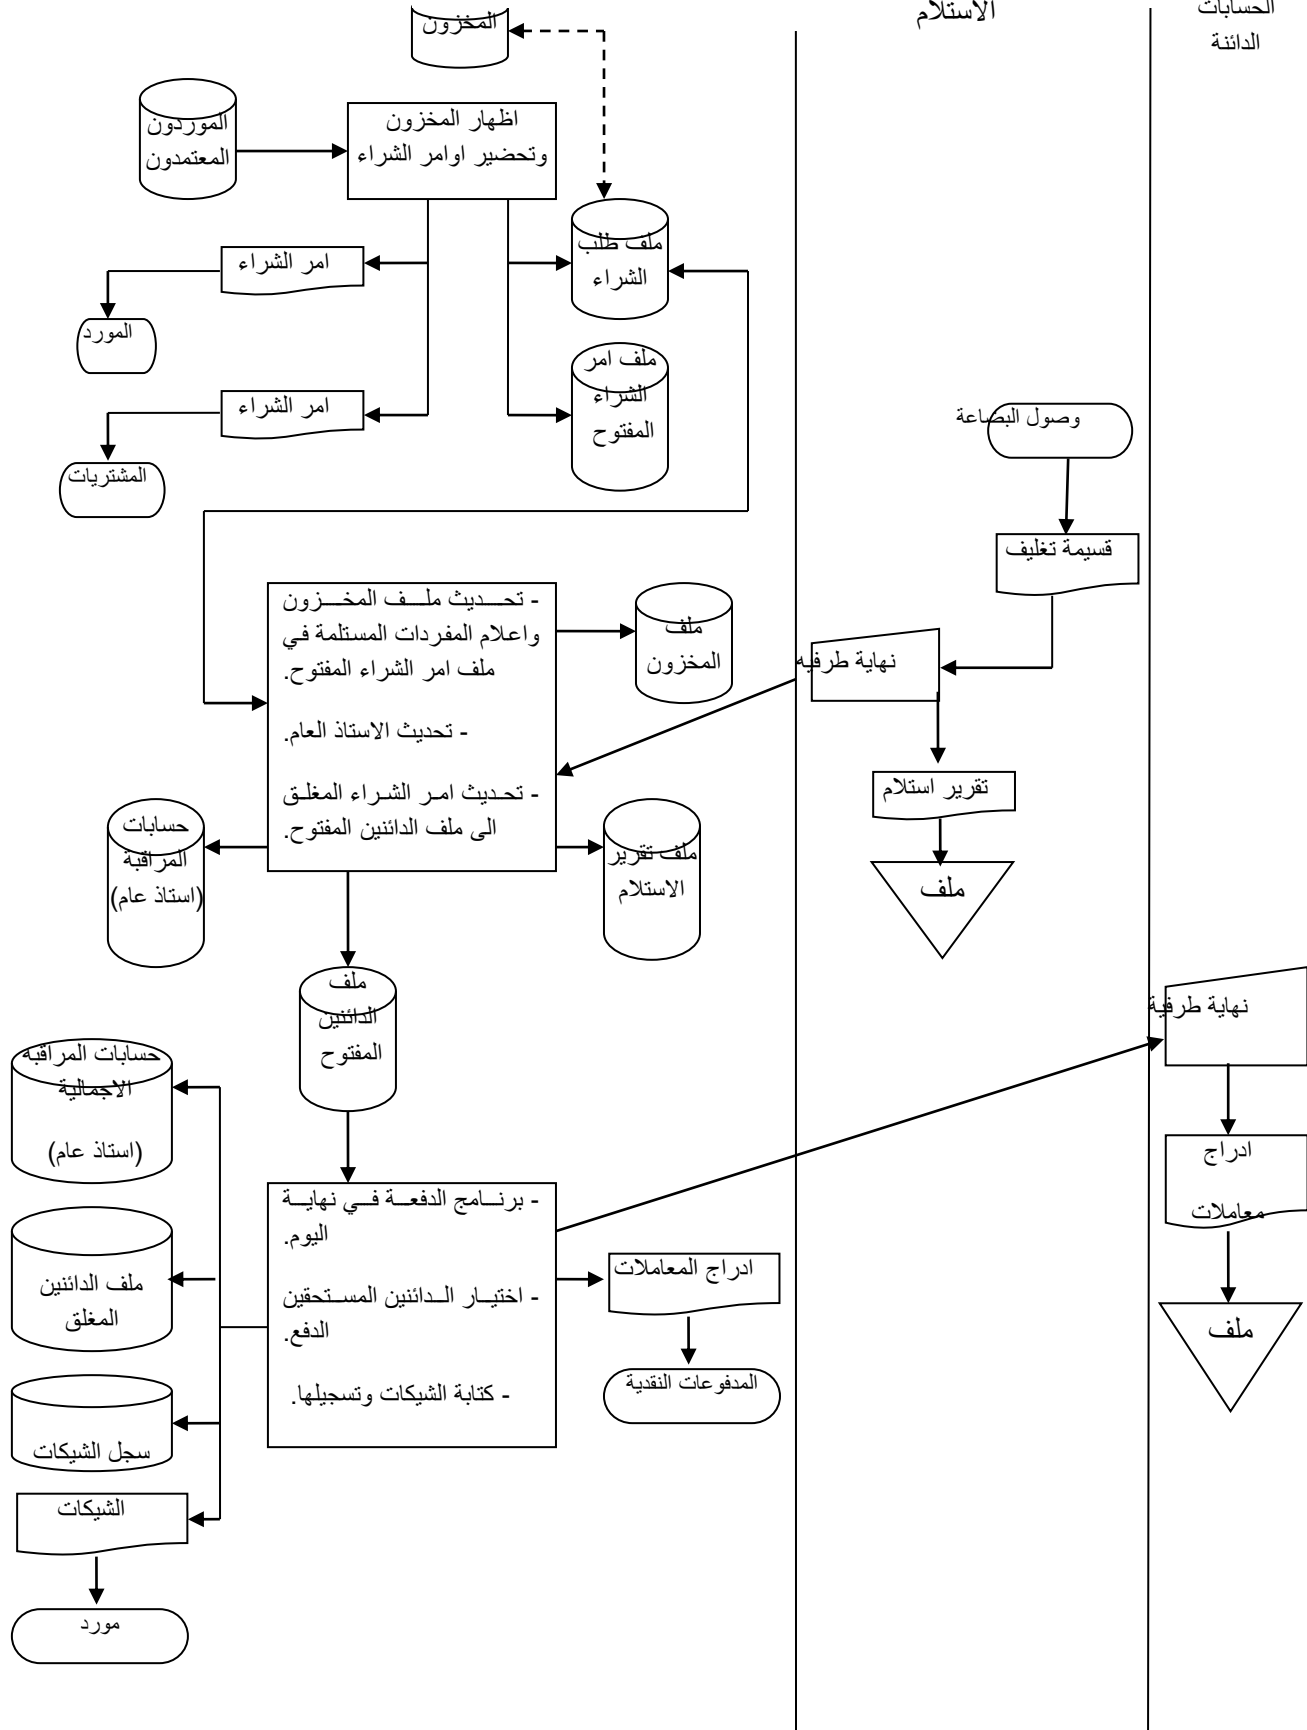 الاستلام
الحسابات
الدائنة
المخزون
الموردون
المعتمدون
اظهار المخزون
وتحضير اوامر الشراء
ملف طلب
الشراء
امر الشراء
المورد
ملف امر
الشراء
المفتوح
امر الشراء
المشتريات
وصول البضاعة
قسيمة تغليف
نهاية طرفيه
تقرير استلام
ملف
- تحديث ملف المخزون
واعلام المفردات المستلمة في
ملف امر الشراء المفتوح.
- تحديث الاستاذ العام.
- تحديث امر الشراء المغلق
الى ملف الدائنين المفتوح.
ملف
المخزون
حسابات
المراقبة
(استاذ عام)
ملف تقرير
الاستلام
ملف
الدائنين
المفتوح
نهاية طرفية
ادراج
معاملات
ملف
حسابات المراقبة
الاجمالية
(استاذ عام)
ملف الدائنين
المغلق
سجل الشيكات
الشيكات
مورد
- برنامج الدفعة في نهاية
اليوم.
- اختيار الدائنين المستحقين
الدفع.
- كتابة الشيكات وتسجيلها.
ادراج المعاملات
المدفوعات النقدية